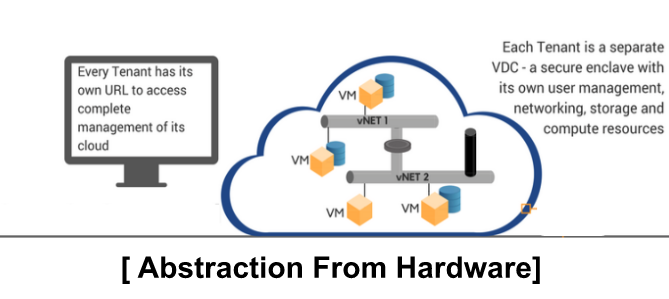 Every Tenant has its
own URL to access
complete
management of its
cloud
Each Tenant is a separate
VDC - a secure enclave with
its own user management,
networking, storage and
compute resources
VM
vNET 1
VM
vNET 2
VM
VM
[ Abstraction From Hardware]